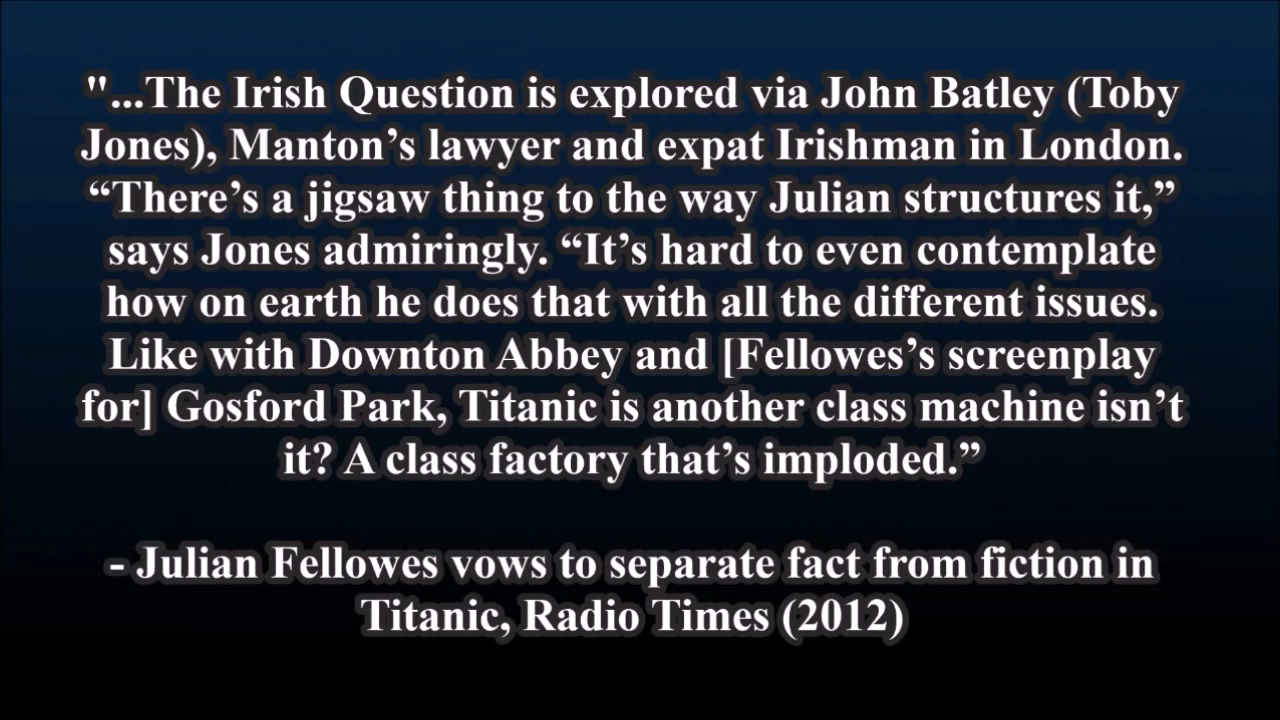 "...The Irish Question is explored via John Batley (Toby
Jones), Manton’s lawyer and expat Irishman in London.
“There’s a jigsaw thing to the way Julian structures it,”
says Jones admiringly. “It’s hard to even contemplate
how on earth he does that with all the different issues.
Like with Downton Abbey and [Fellowes’s screenplay
for] Gosford Park, Titanic is another class machine isn’t
it? A class factory that’s imploded.”
- Julian Fellowes vows to separate fact from fiction in
Titanic, Radio Times (2012)